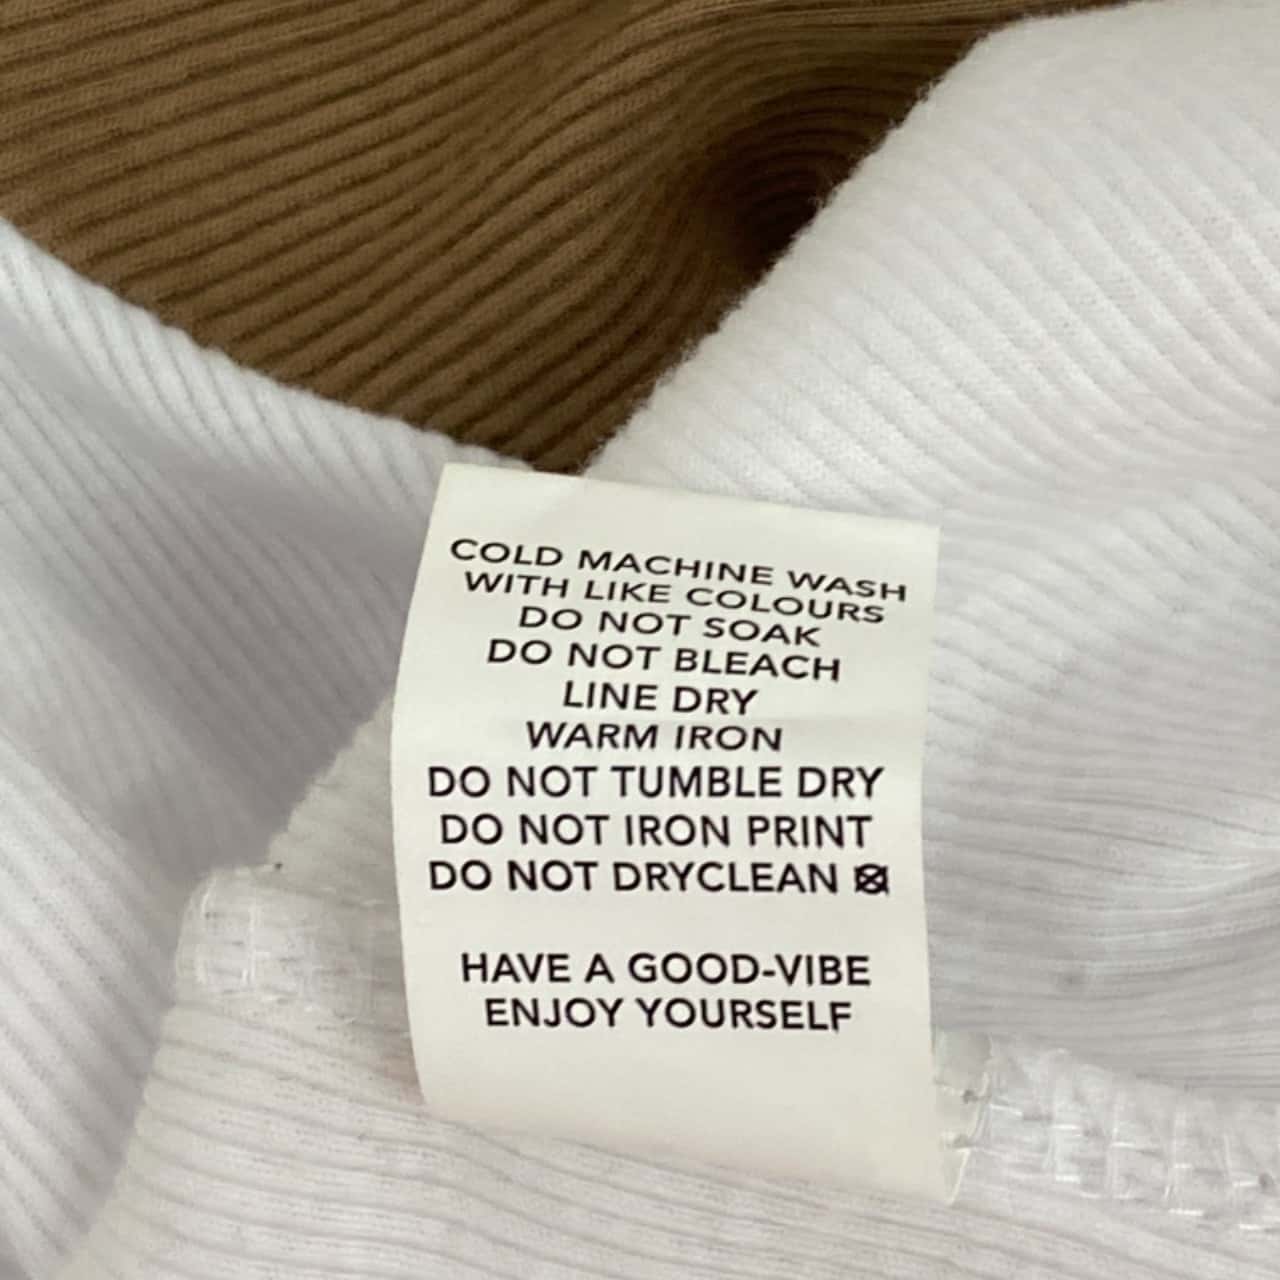 COLD MACHINE WASH
WITH LIKE COLOURS
DO NOT SOAK
DO NOT BLEACH
LINE DRY
WARM IRON
DO NOT TUMBLE DRY
DO NOT IRON PRINT
DO NOT DRYCLEAN
HAVE A GOOD-VIBE
ENJOY YOURSELF